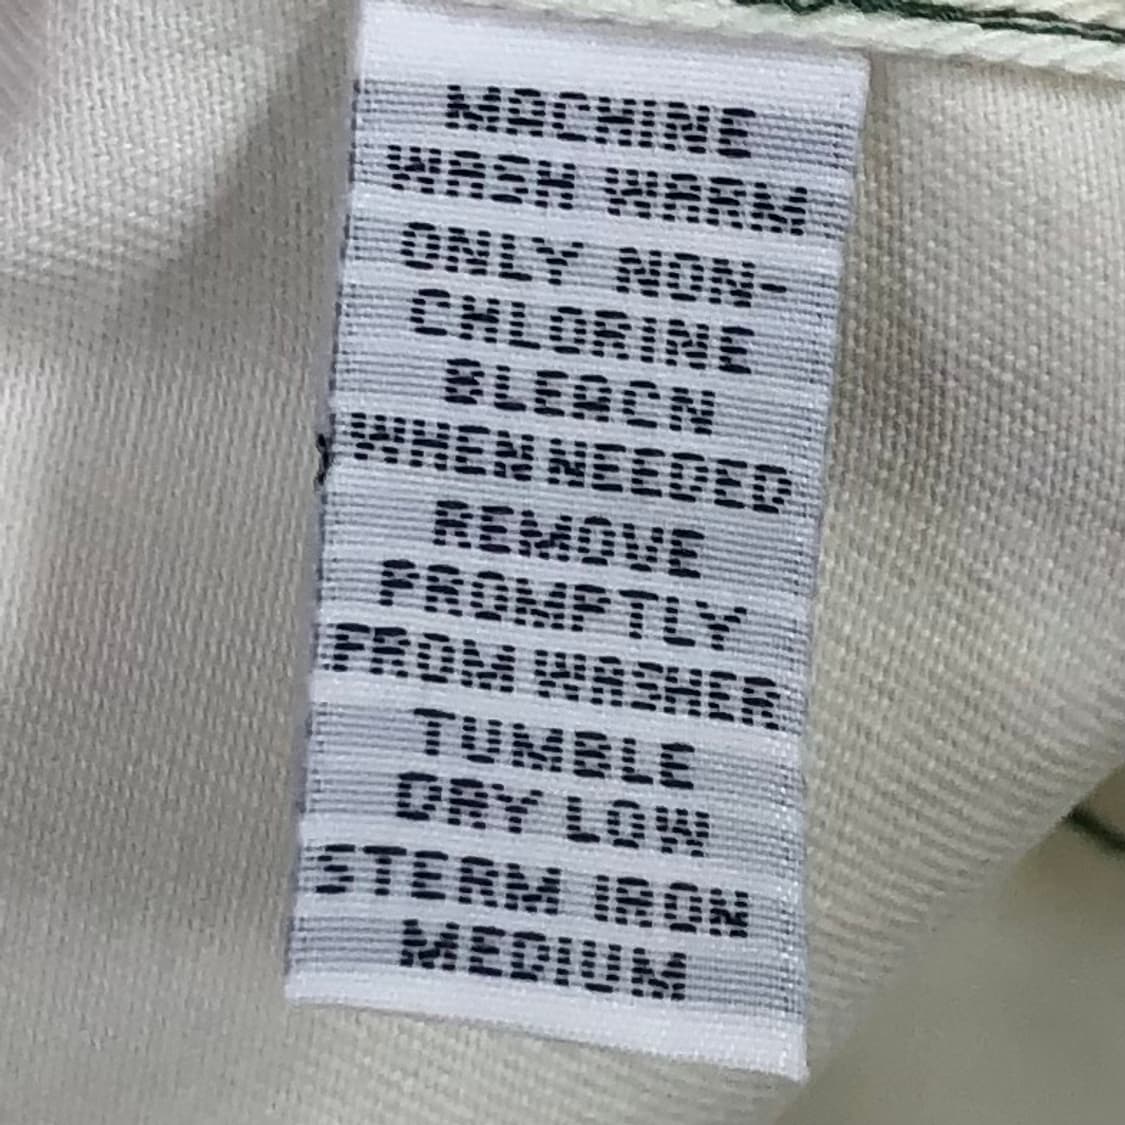 MACHINE
WASH WARM
ONLY NON-
CHLORINE
BLEACN
WHEN NEEDED
REMOVE
PROMPTLY
FROM WASHER
TUMBLE
DRY LOW
STEAM IRON
MEDIUM